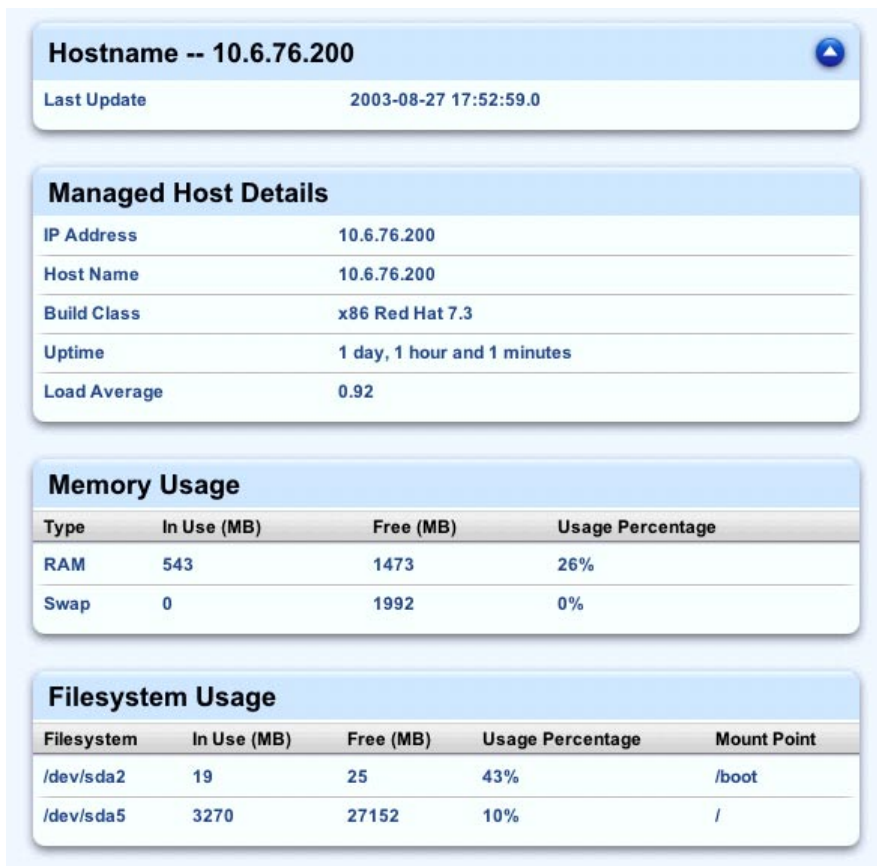 Hostname -- 10.6.76.200
Last Update 2003-08-27 17:52:59.0
Managed Host Details
IP Address 10.6.76.200
Host Name 10.6.76.200
Build Class x86 Red Hat 7.3
Uptime 1 day, 1 hour and 1 minutes
Load Average 0.92
Memory Usage
Type In Use (MB) Free (MB) Usage Percentage
RAM 543 1473 26%
Swap 0 1992 0%
Filesystem Usage
Filesystem In Use (MB) Free (MB) Usage Percentage Mount Point
/dev/sda2 19 25 43% /boot
/dev/sda5 3270 27152 10% /